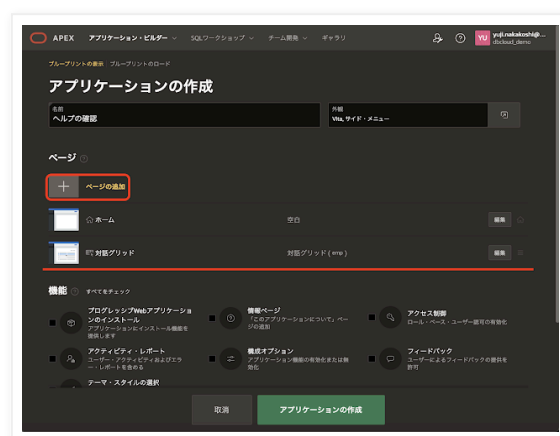 APEX アプリケーション・ビルダー SQLワークショップ チーム開発 ギャラリ YU yuji.nakakoshi@...
dbcloud_demo
ブループリントの表示 ブループリントのロード
アプリケーションの作成
名前
ヘルプの確認
外観
Vita, サイド・メニュー
ページ
ページの追加
ホーム 空白 編集
対話グリッド 対話グリッド ( emp ) 編集
機能 すべてをチェック
プログレッシブWebアプリケーションのインストール
アプリケーションにインストール機能を提供します
情報ページ
「このアプリケーションについて」ページの追加
アクセス制御
ロール・ベース・ユーザー認可の有効化
アクティビティ・レポート
ユーザー・アクティビティおよびエラー・レポートを含める
構成オプション
アプリケーション機能の有効化または無効化
フィードバック
ユーザーによるフィードバックの提供を許可
テーマ・スタイルの選択
取消 アプリケーションの作成